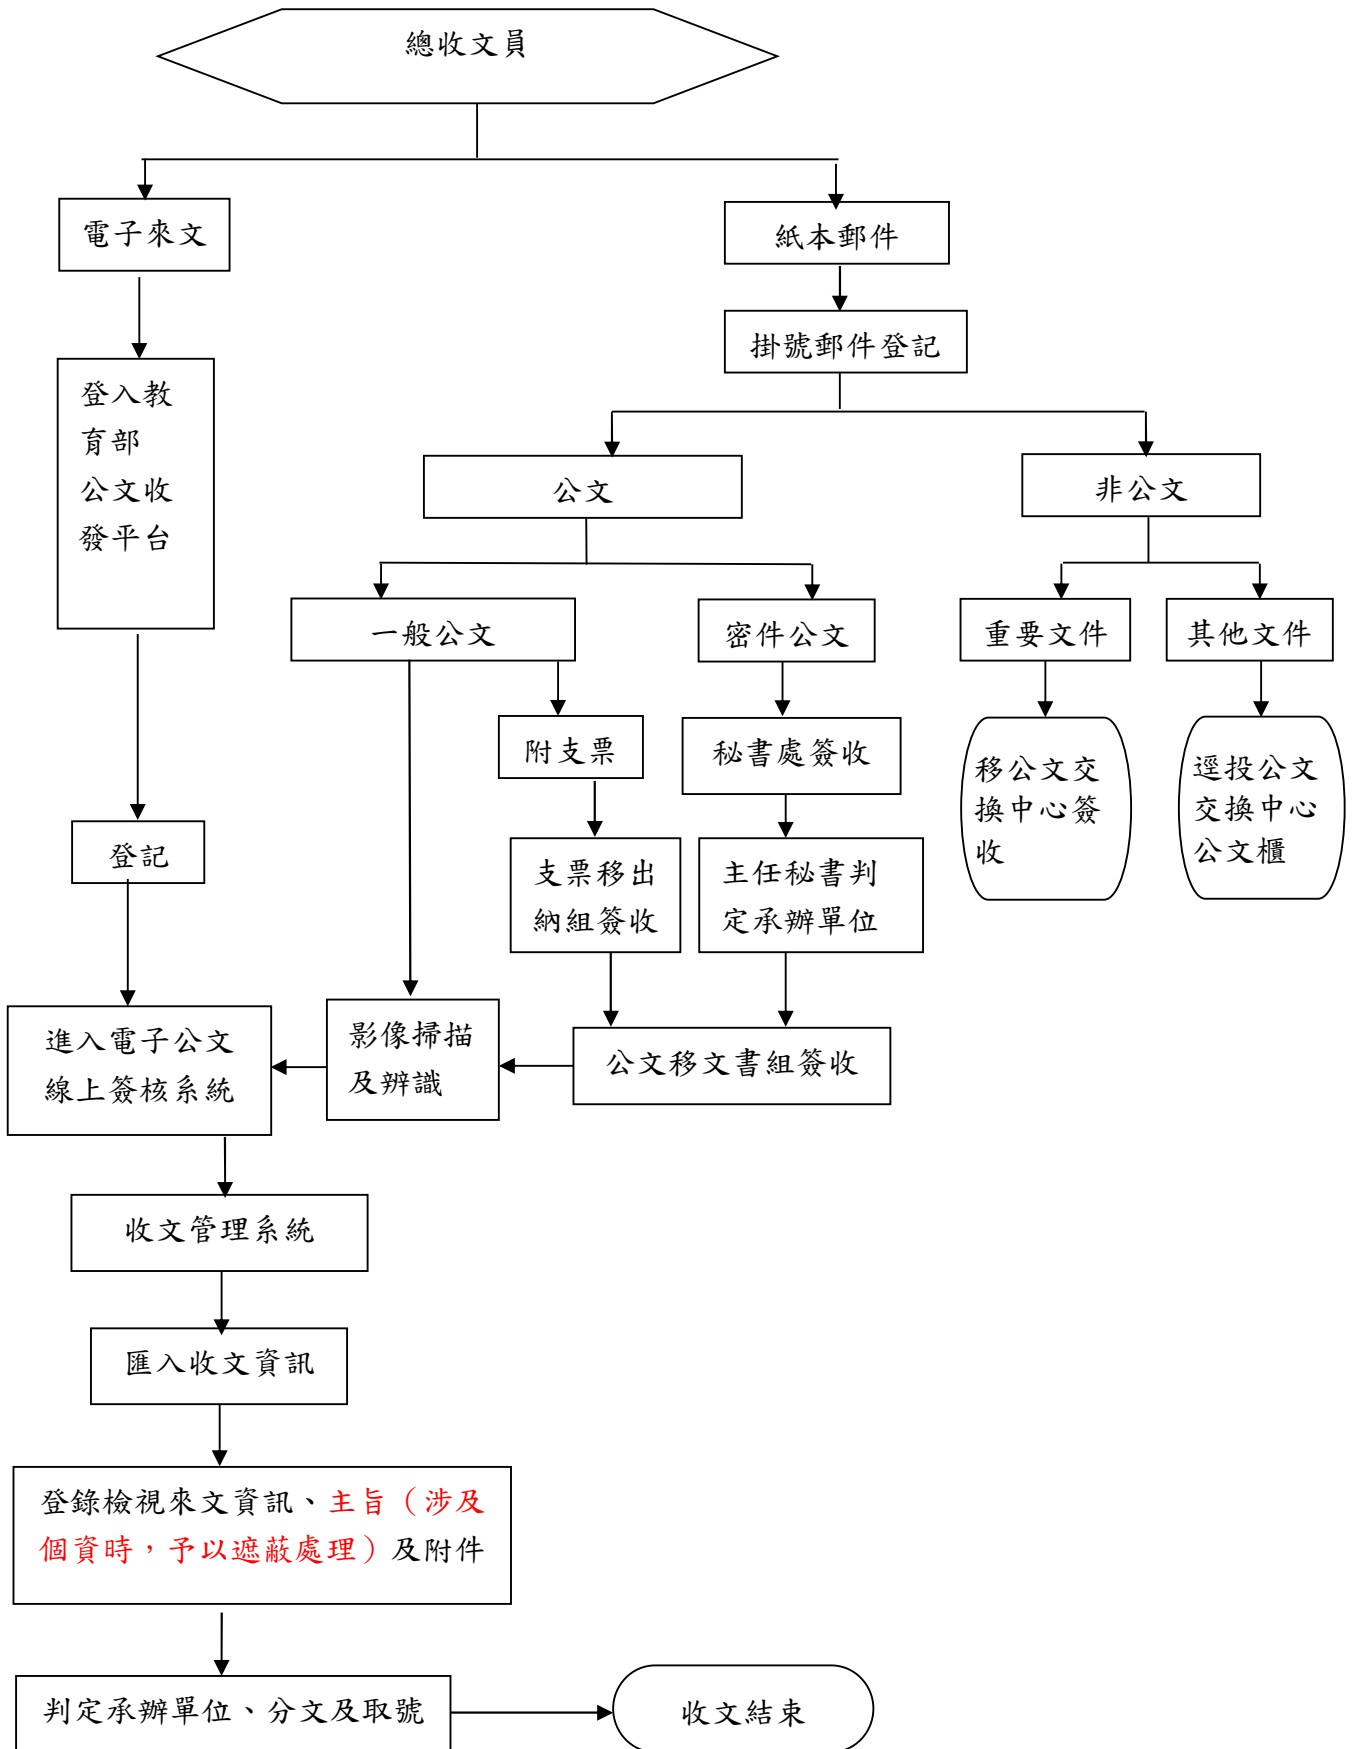 總收文員
電子來文
紙本郵件
掛號郵件登記
登入教
育部
公文收
發平台
公文
非公文
一般公文
密件公文
重要文件
其他文件
附支票
秘書處簽收
移公文交
換中心簽
收
逕投公文
交換中心
公文櫃
登記
支票移出
納組簽收
主任秘書判
定承辦單位
進入電子公文
線上簽核系統
影像掃描
及辨識
公文移文書組簽收
收文管理系統
匯入收文資訊
登錄檢視來文資訊、主旨（涉及
個資時，予以遮蔽處理）及附件
判定承辦單位、分文及取號
收文結束